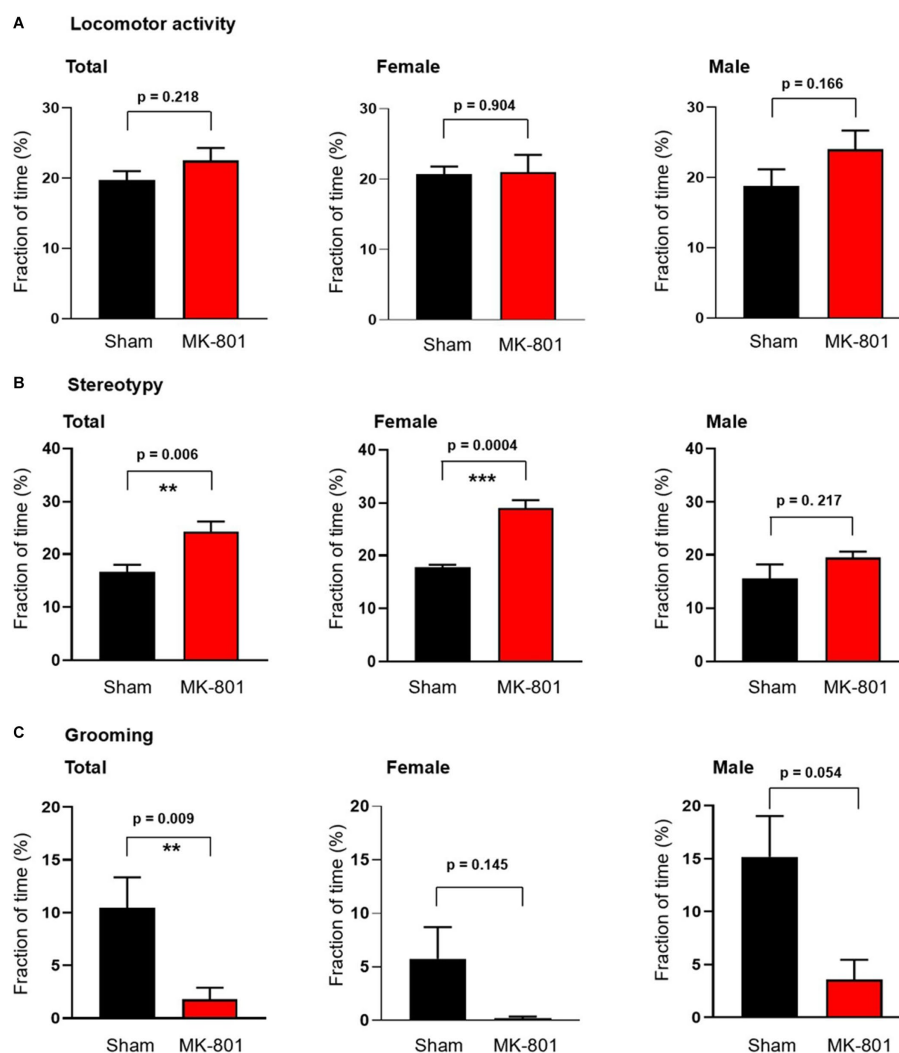 A Locomotor activity
Total Female Male
p = 0.218 p = 0.904 p = 0.166
Fraction of time (%) Fraction of time (%) Fraction of time (%)
30 30 30
20 20 20
10 10 10
0 0 0
Sham MK-801 Sham MK-801 Sham MK-801
B Stereotypy
Total Female Male
p = 0.006 p = 0.0004 p = 0. 217
** ***
Fraction of time (%) Fraction of time (%) Fraction of time (%)
40 40 40
30 30 30
20 20 20
10 10 10
0 0 0
Sham MK-801 Sham MK-801 Sham MK-801
C Grooming
Total Female Male
p = 0.009 p = 0.145 p = 0.054
**
Fraction of time (%) Fraction of time (%) Fraction of time (%)
20 20 20
15 15 15
10 10 10
5 5 5
0 0 0
Sham MK-801 Sham MK-801 Sham MK-801